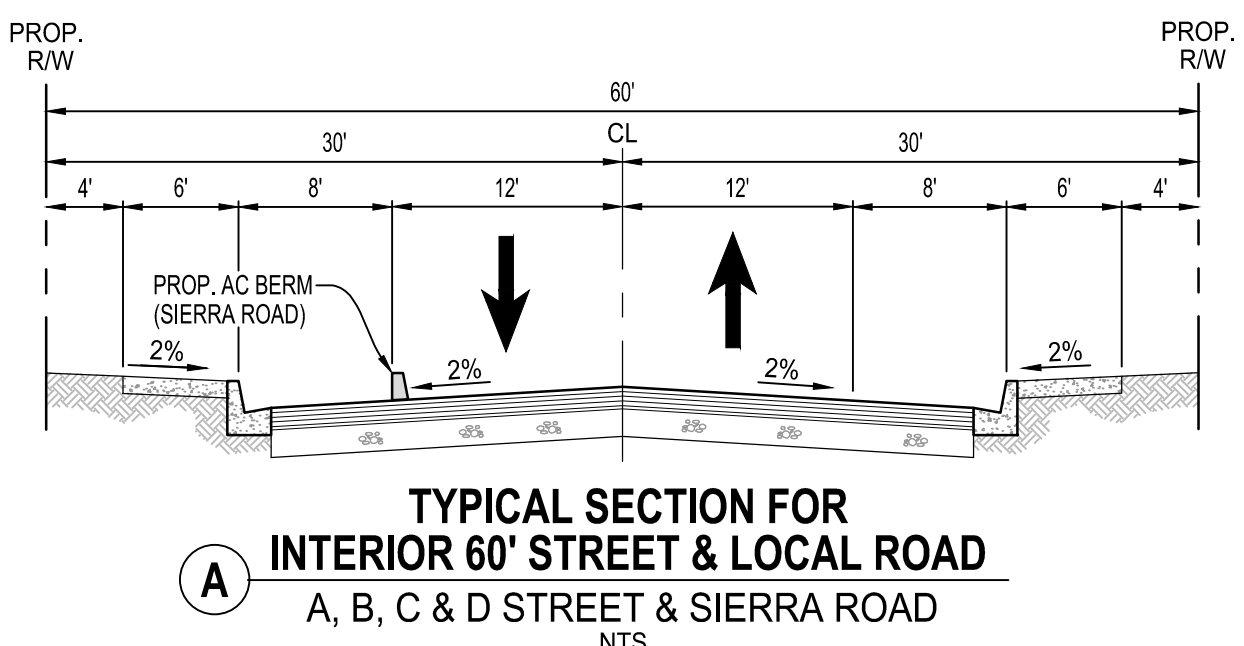 PROP.
R/W
PROP.
R/W
60'
CL
30'
30'
4'
6'
8'
12'
12'
8'
6'
4'
PROP. AC BERM
(SIERRA ROAD)
2%
2%
2%
2%
TYPICAL SECTION FOR
INTERIOR 60' STREET & LOCAL ROAD
A
A, B, C & D STREET & SIERRA ROAD
NTS